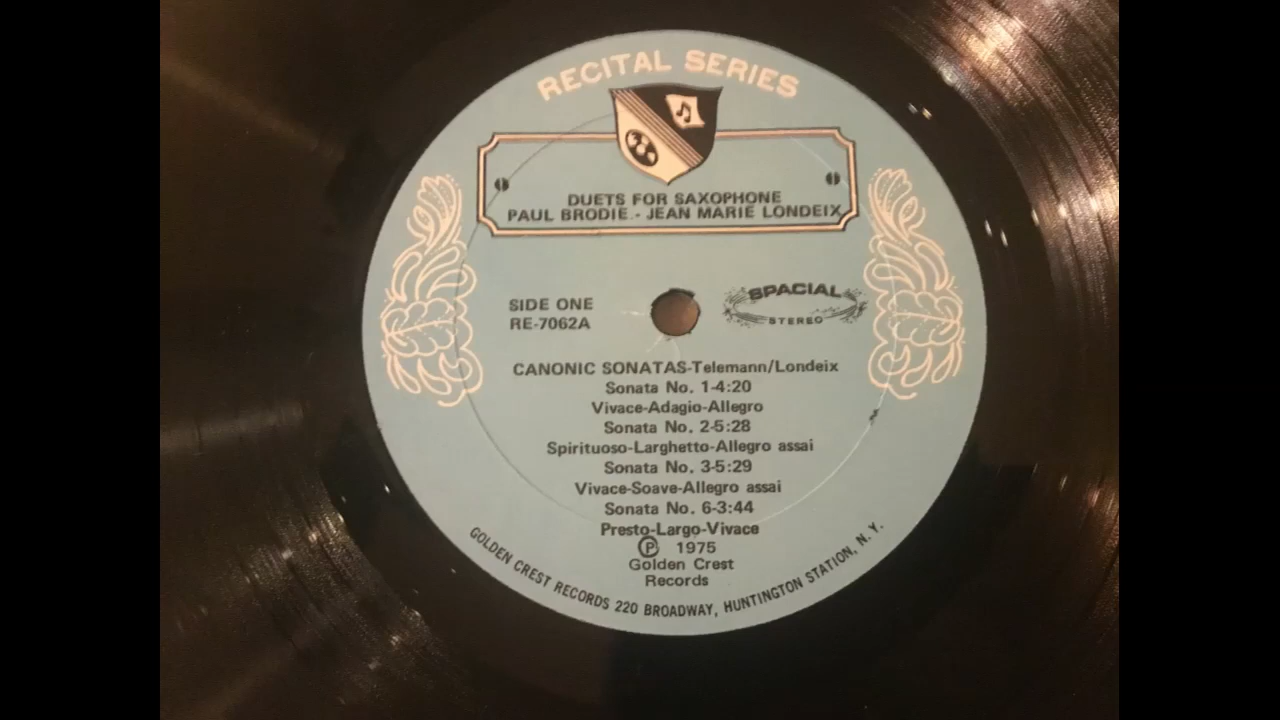 RECITAL SERIES
DUETS FOR SAXOPHONE
PAUL BRODIE - JEAN MARIE LONDEIX
SIDE ONE
RE-7062A
SPACIAL
STEREO
CANONIC SONATAS-Telemann/Londeix
Sonata No. 1-4:20
Vivace-Adagio-Allegro
Sonata No. 2-5:28
Spirituoso-Larghetto-Allegro assai
Sonata No. 3-5:29
Vivace-Soave-Allegro assai
Sonata No. 6-3:44
Presto-Largo-Vivace
Ⓟ 1975
Golden Crest
Records
GOLDEN CREST RECORDS 220 BROADWAY, HUNTINGTON STATION, N. Y.